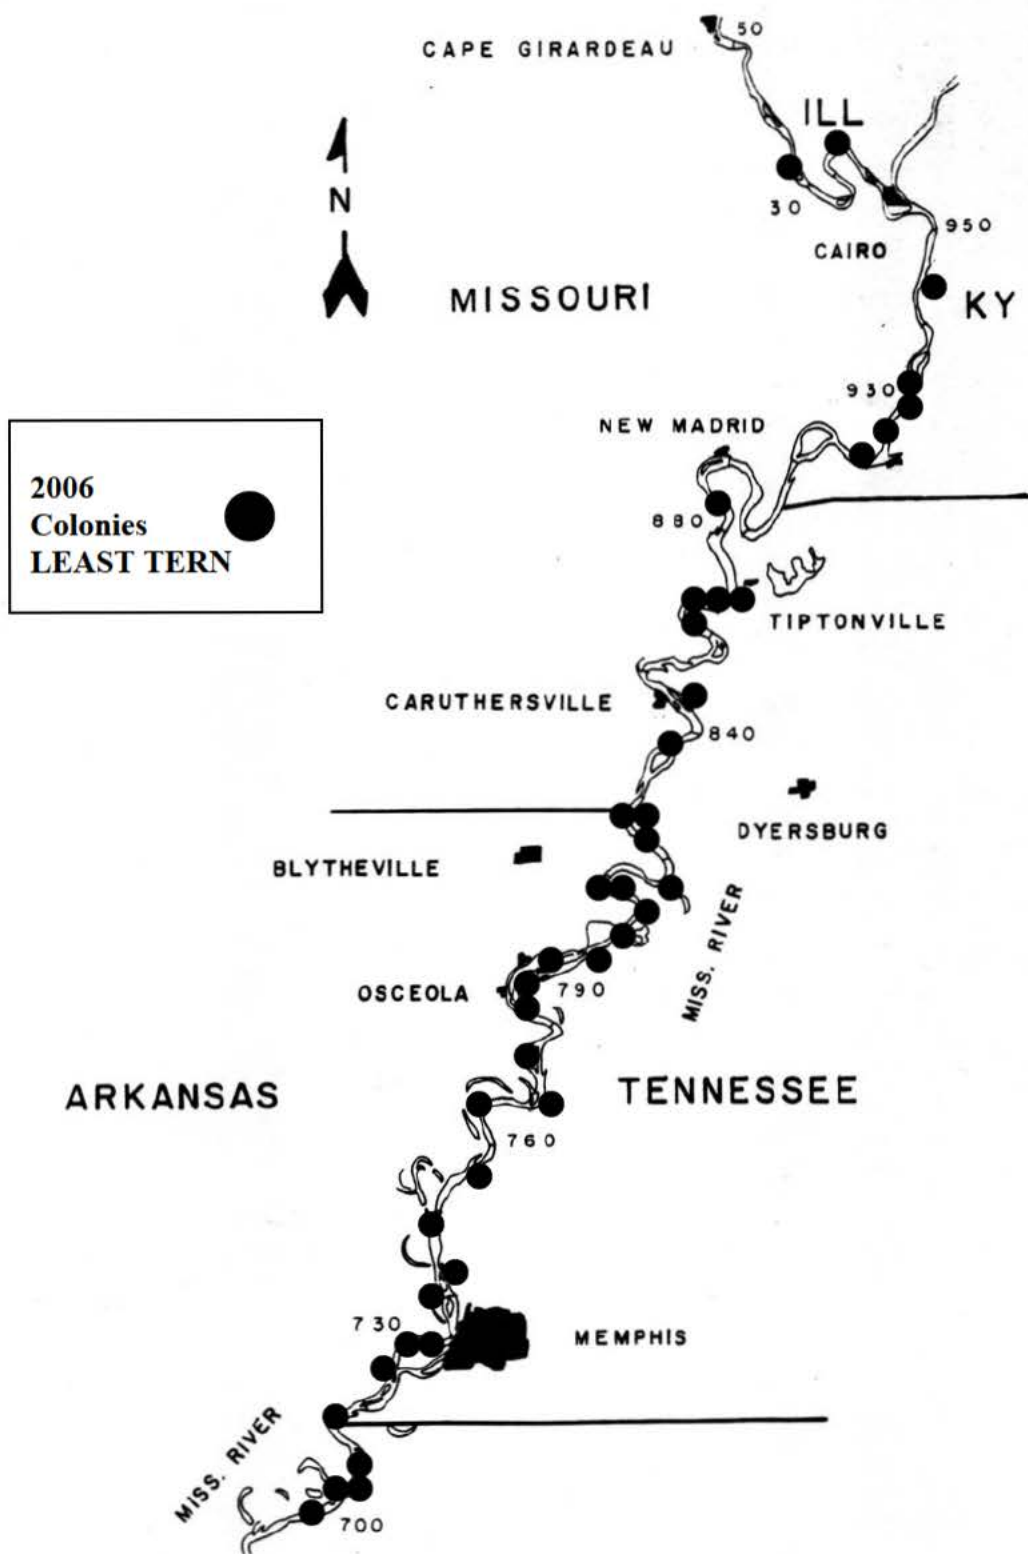 50
CAPE GIRARDEAU
ILL
N
30
950
CAIRO
MISSOURI
KY
930
NEW MADRID
2006
Colonies
LEAST TERN
880
TIPTONVILLE
CARUTHERSVILLE
840
DYERSBURG
BLYTHEVILLE
MISS. RIVER
OSCEOLA
790
ARKANSAS
TENNESSEE
760
730
MEMPHIS
MISS. RIVER
700